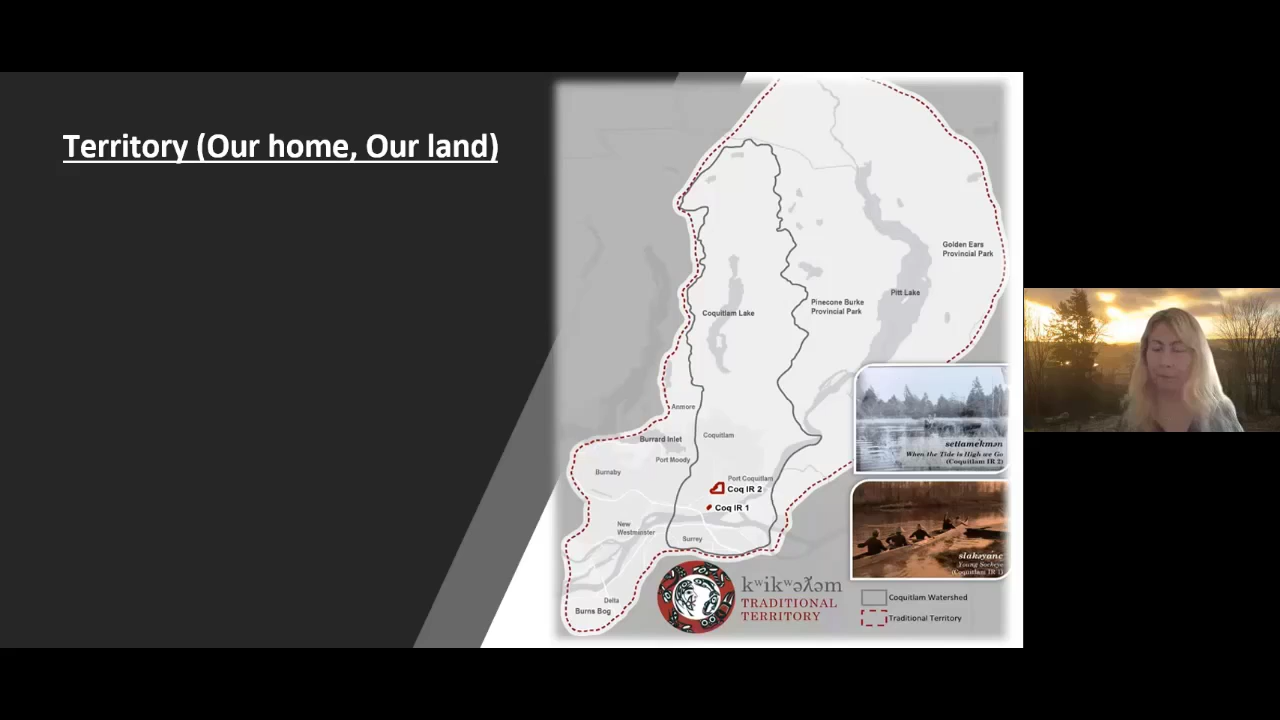 Territory (Our home, Our land)
Golden Ears
Provincial Park
Pitt Lake
Pinecone Burke
Provincial Park
Coquitlam Lake
Anmore
Coquitlam
Burrard Inlet
Port Moody
Burnaby
Port Coquitlam
Coq IR 2
Coq IR 1
New
Westminster
Surrey
Delta
Burns Bog
setɬamékmən
When the Tide is High we Go
(Coquitlam IR 2)
slakəyánc
Young Sockeye
(Coquitlam IR 1)
kʷikʷəƛ̓əm
TRADITIONAL
TERRITORY
Coquitlam Watershed
Traditional Territory